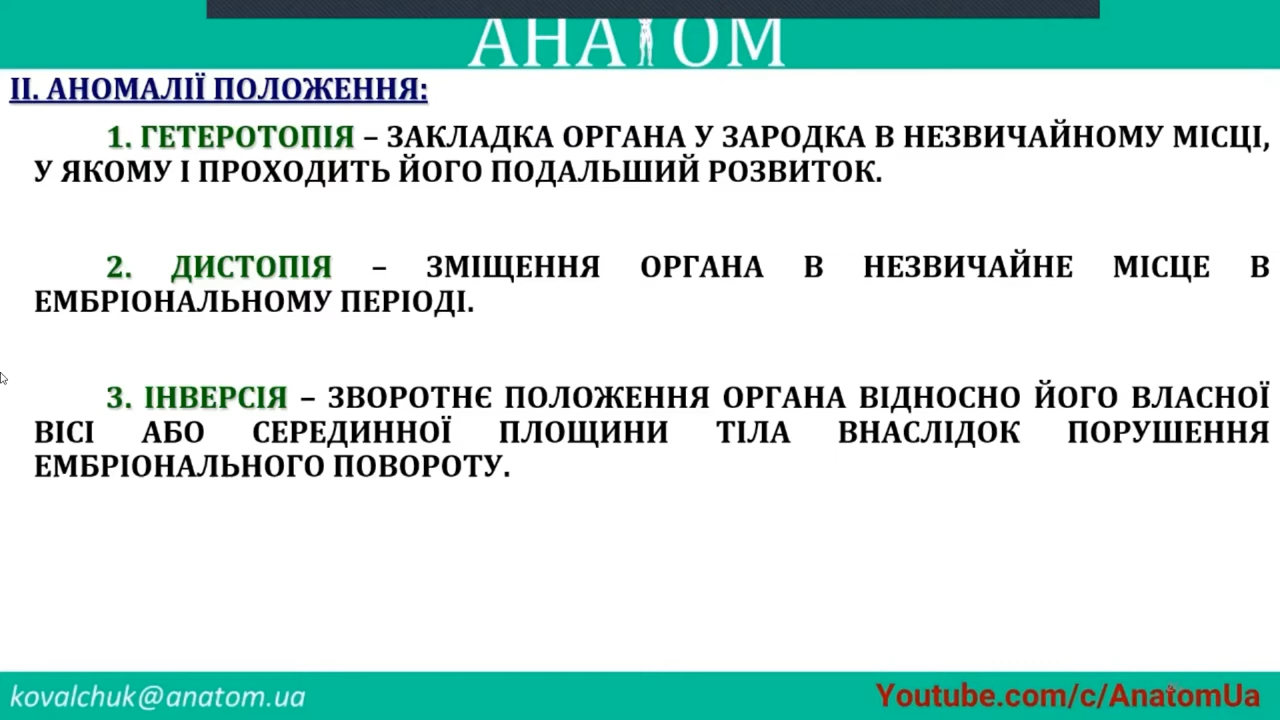 АНАТОМ
ІІ. АНОМАЛІЇ ПОЛОЖЕННЯ:
1. ГЕТЕРОТОПІЯ – ЗАКЛАДКА ОРГАНА У ЗАРОДКА В НЕЗВИЧАЙНОМУ МІСЦІ,
У ЯКОМУ І ПРОХОДИТЬ ЙОГО ПОДАЛЬШИЙ РОЗВИТОК.
2. ДИСТОПІЯ – ЗМІЩЕННЯ ОРГАНА В НЕЗВИЧАЙНЕ МІСЦЕ В
ЕМБРІОНАЛЬНОМУ ПЕРІОДІ.
3. ІНВЕРСІЯ – ЗВОРОТНЄ ПОЛОЖЕННЯ ОРГАНА ВІДНОСНО ЙОГО ВЛАСНОЇ
ВІСІ АБО СЕРЕДИННОЇ ПЛОЩИНИ ТІЛА ВНАСЛІДОК ПОРУШЕННЯ
ЕМБРІОНАЛЬНОГО ПОВОРОТУ.
kovalchuk@anatom.ua
Youtube.com/c/AnatomUa